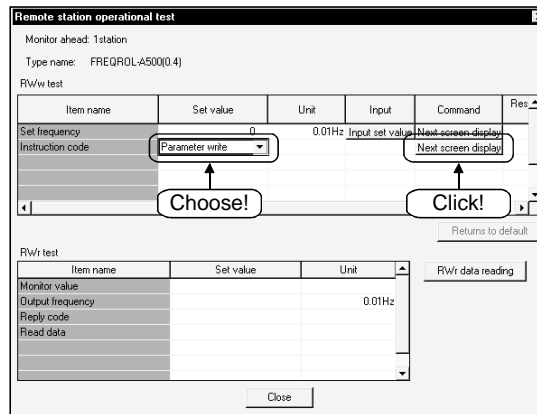 Remote station operational test
Monitor ahead: 1station
Type name: FREQROL-A500(0.4)
RWw test
Item name Set value Unit Input Command Res
Set frequency 0 0.01Hz Input set value Next screen display
Instruction code Parameter write Next screen display
Choose! Click!
Returns to default
RWr test
Item name Set value Unit RWr data reading
Monitor value
Output frequency 0.01Hz
Reply code
Read data
Close